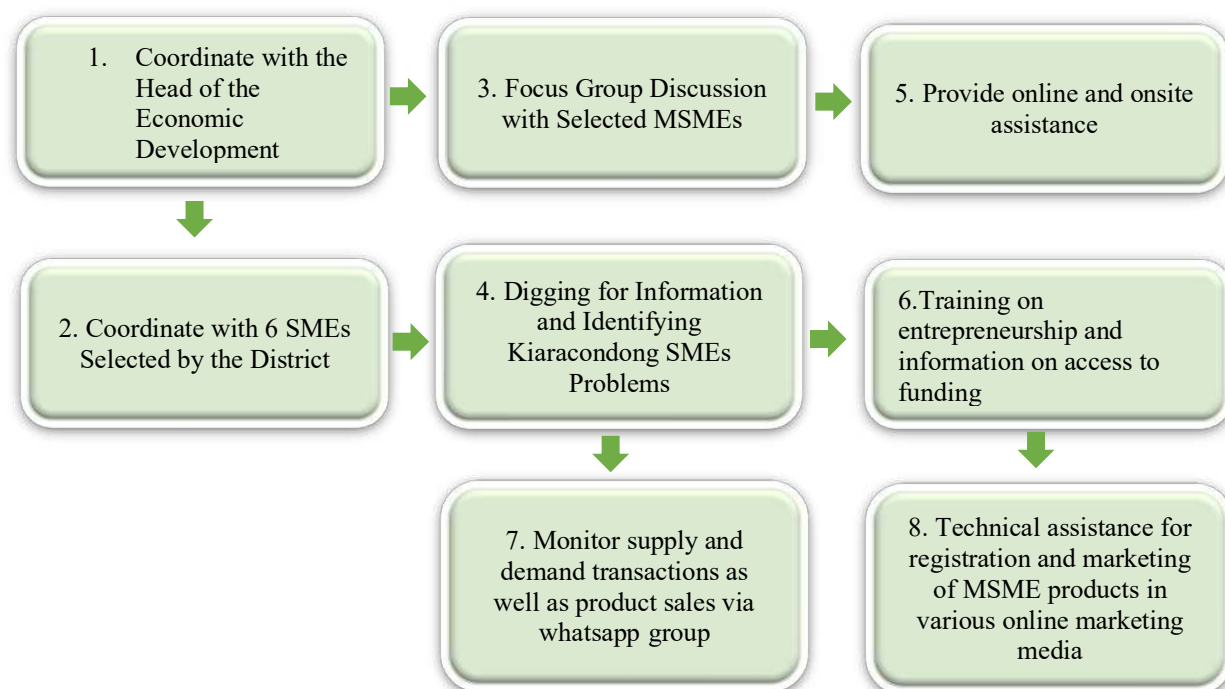 1. Coordinate with the
Head of the
Economic
Development
3. Focus Group Discussion
with Selected MSMEs
5. Provide online and onsite
assistance
2. Coordinate with 6 SMEs
Selected by the District
4. Digging for Information
and Identifying
Kiaracondong SMEs
Problems
6.Training on
entrepreneurship and
information on access to
funding
7. Monitor supply and
demand transactions as
well as product sales via
whatsapp group
8. Technical assistance for
registration and marketing
of MSME products in
various online marketing
media